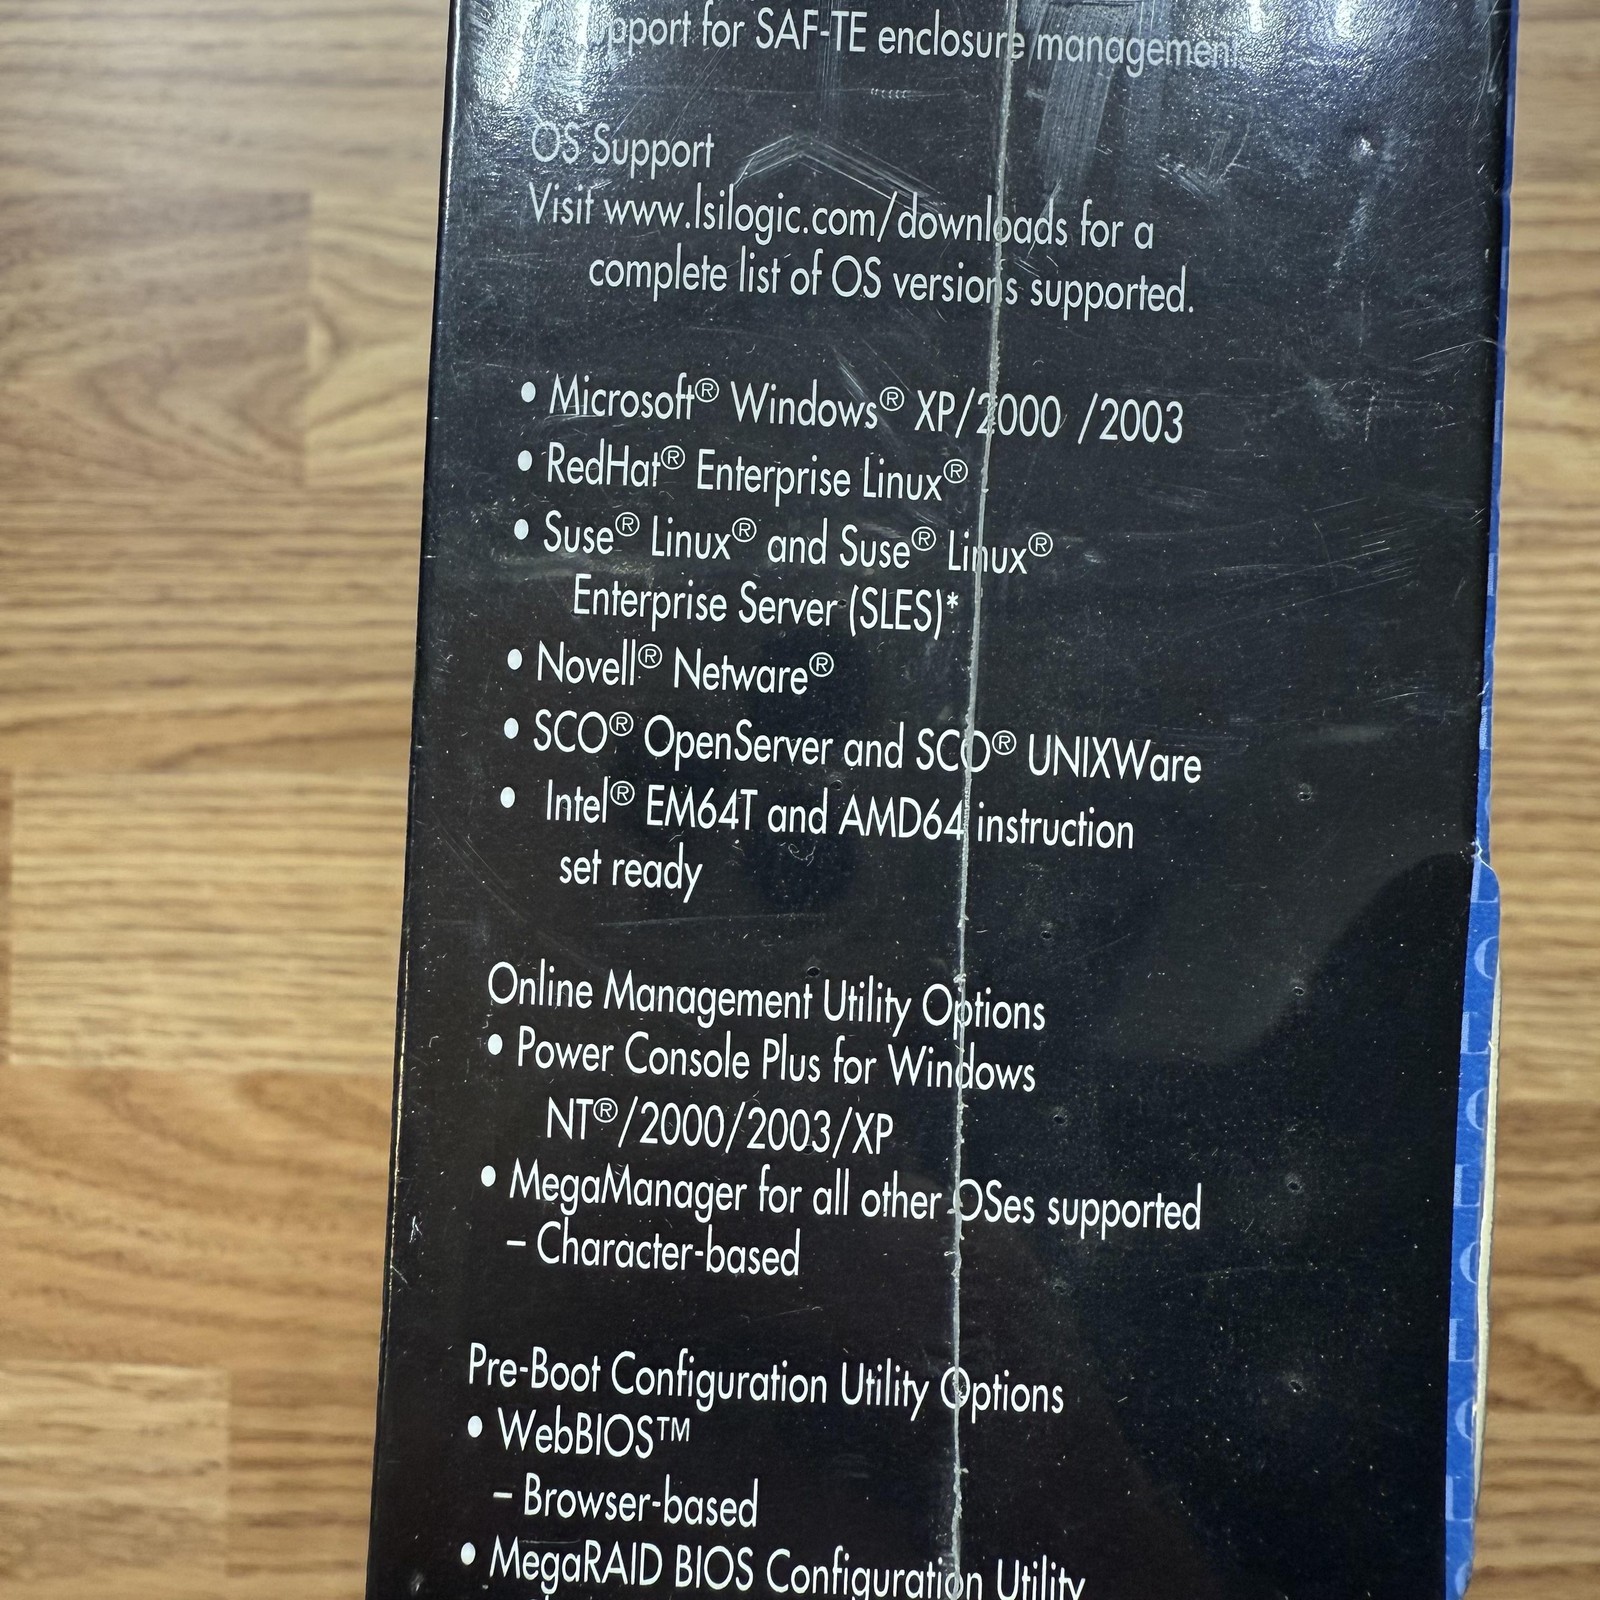 support for SAF-TE enclosure management
OS Support
Visit www.lsilogic.com/downloads for a
complete list of OS versions supported.
• Microsoft® Windows® XP/2000 /2003
• RedHat® Enterprise Linux®
• Suse® Linux® and Suse® Linux®
Enterprise Server (SLES)*
• Novell® Netware®
• SCO® OpenServer and SCO® UNIXWare
• Intel® EM64T and AMD64 instruction
set ready
Online Management Utility Options
• Power Console Plus for Windows
NT®/2000/2003/XP
• MegaManager for all other OSes supported
– Character-based
Pre-Boot Configuration Utility Options
• WebBIOS™
– Browser-based
• MegaRAID BIOS Configuration Utility